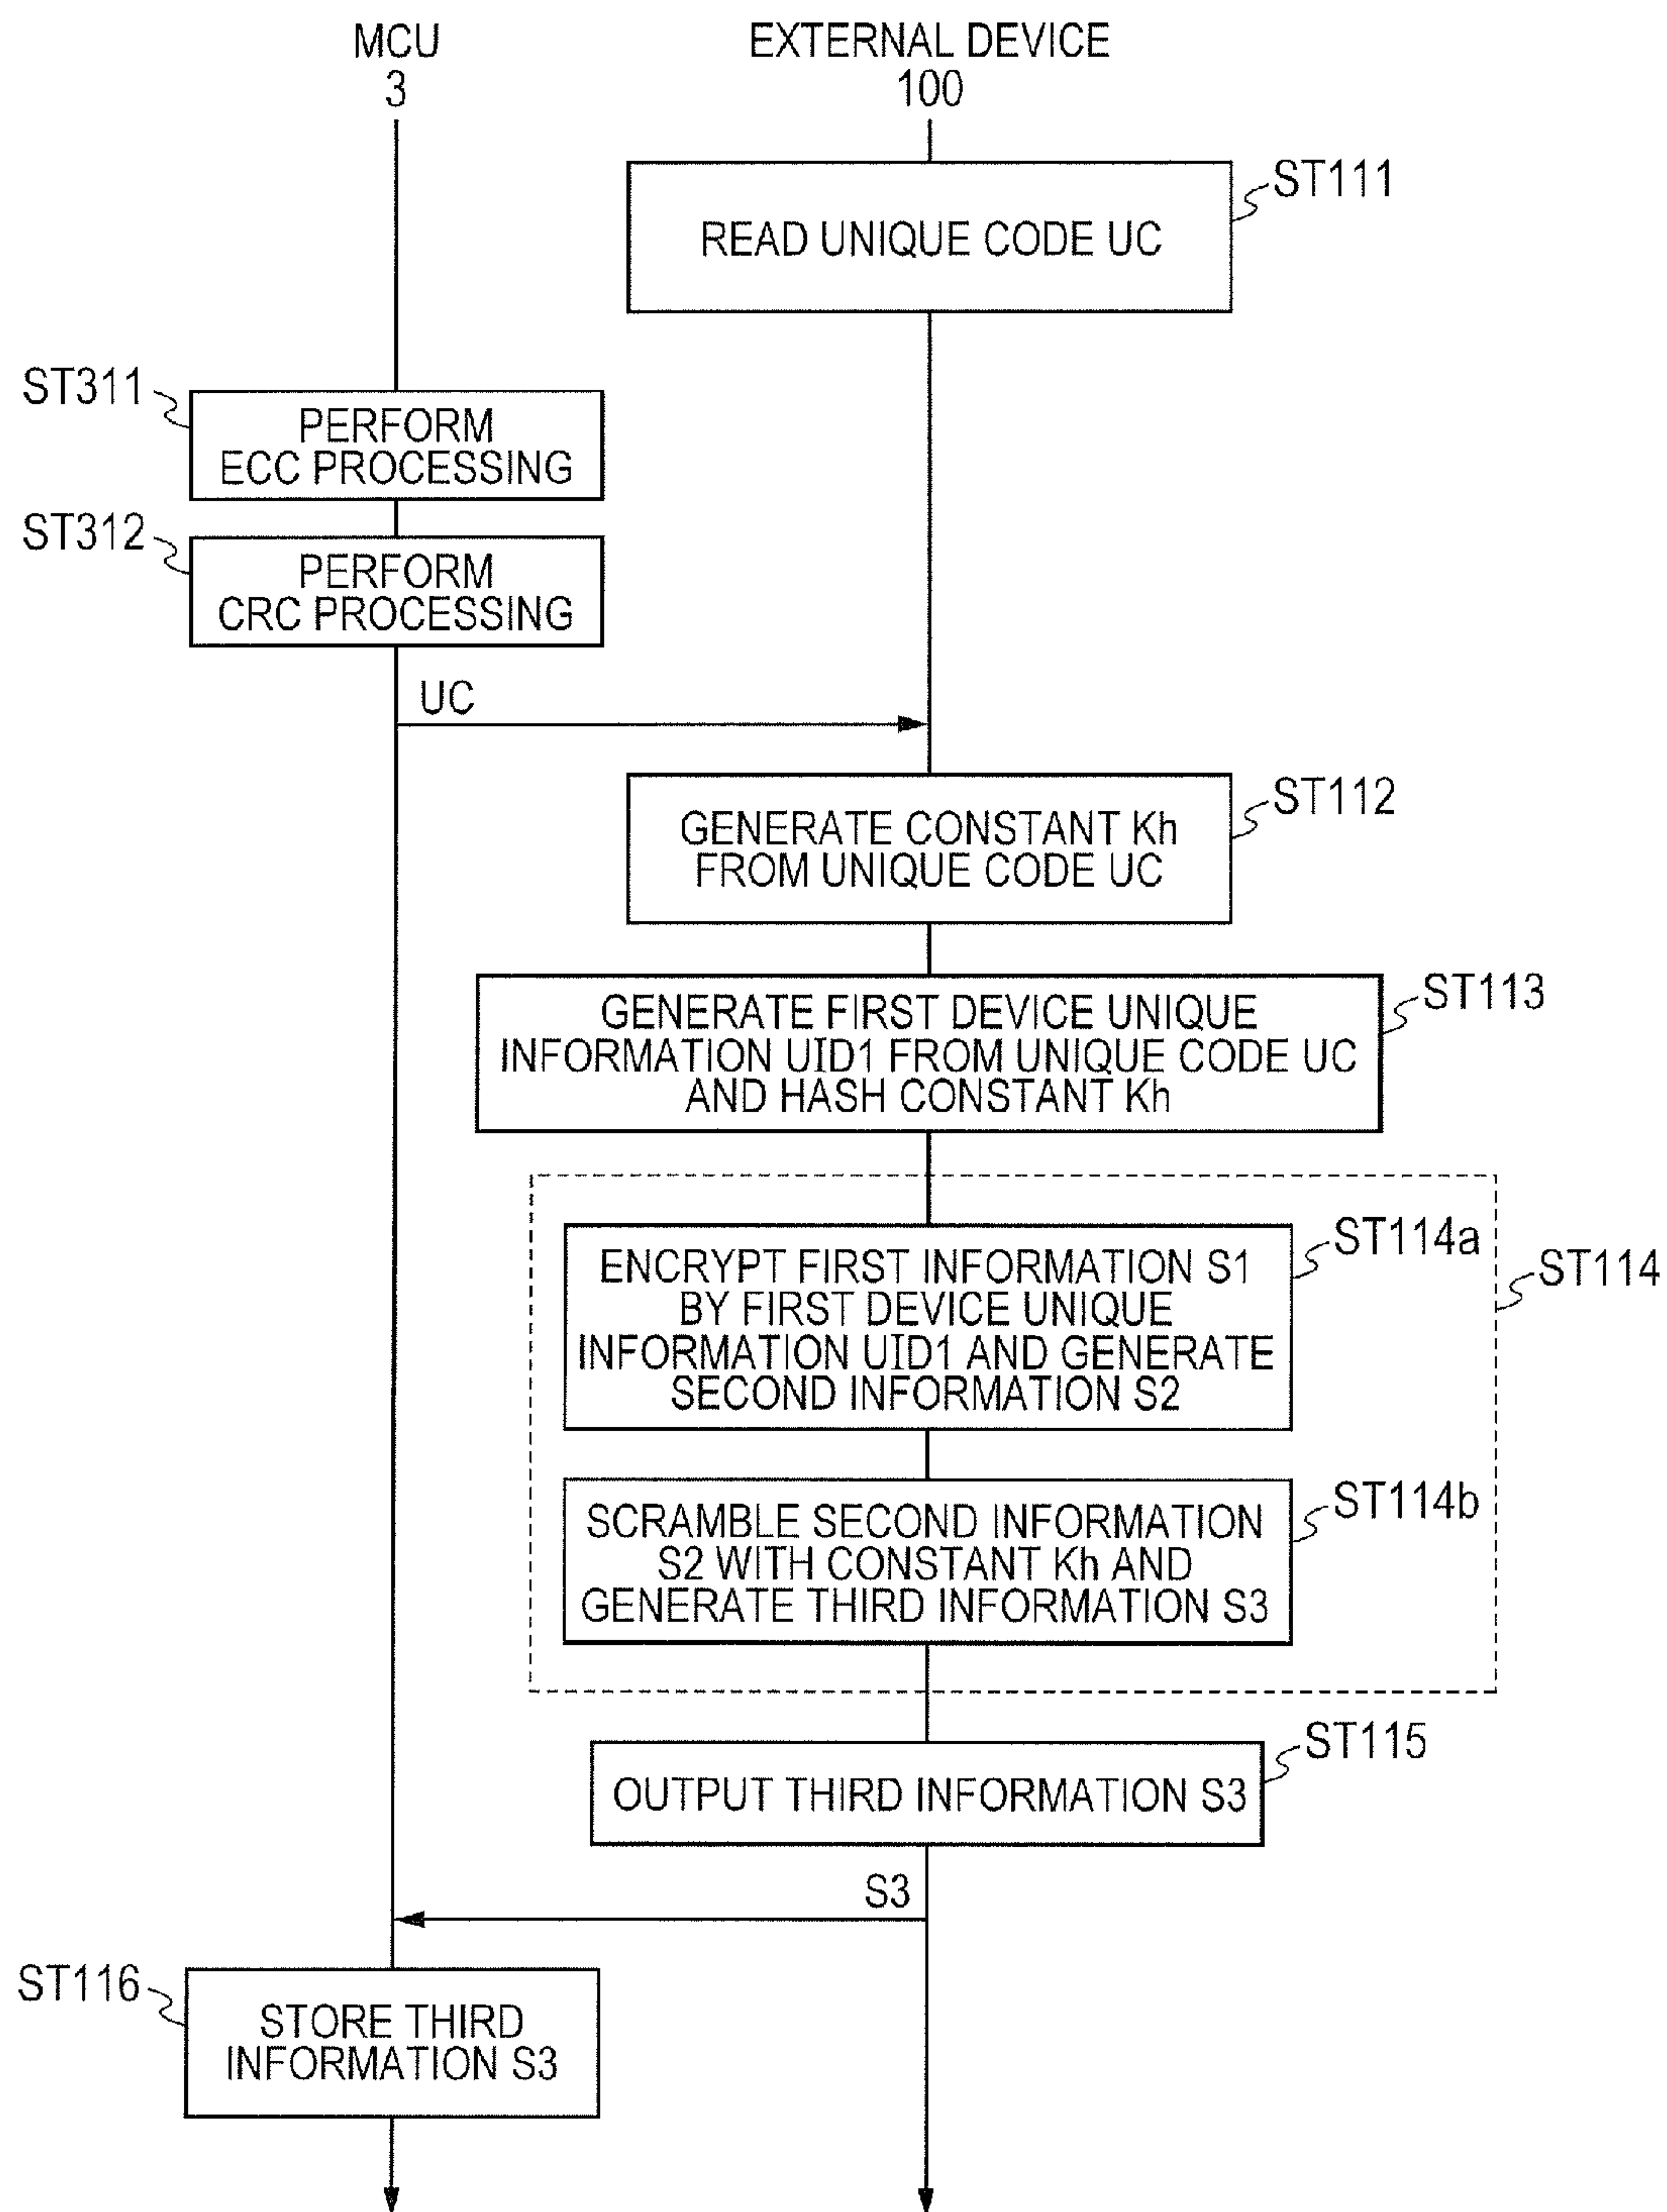 MCU
3
EXTERNAL DEVICE
100
ST111
READ UNIQUE CODE UC
ST311
PERFORM
ECC PROCESSING
ST312
PERFORM
CRC PROCESSING
UC
ST112
GENERATE CONSTANT Kh
FROM UNIQUE CODE UC
ST113
GENERATE FIRST DEVICE UNIQUE
INFORMATION UID1 FROM UNIQUE CODE UC
AND HASH CONSTANT Kh
ST114a
ST114
ENCRYPT FIRST INFORMATION S1
BY FIRST DEVICE UNIQUE
INFORMATION UID1 AND GENERATE
SECOND INFORMATION S2
ST114b
SCRAMBLE SECOND INFORMATION
S2 WITH CONSTANT Kh AND
GENERATE THIRD INFORMATION S3
ST115
OUTPUT THIRD INFORMATION S3
S3
ST116
STORE THIRD
INFORMATION S3